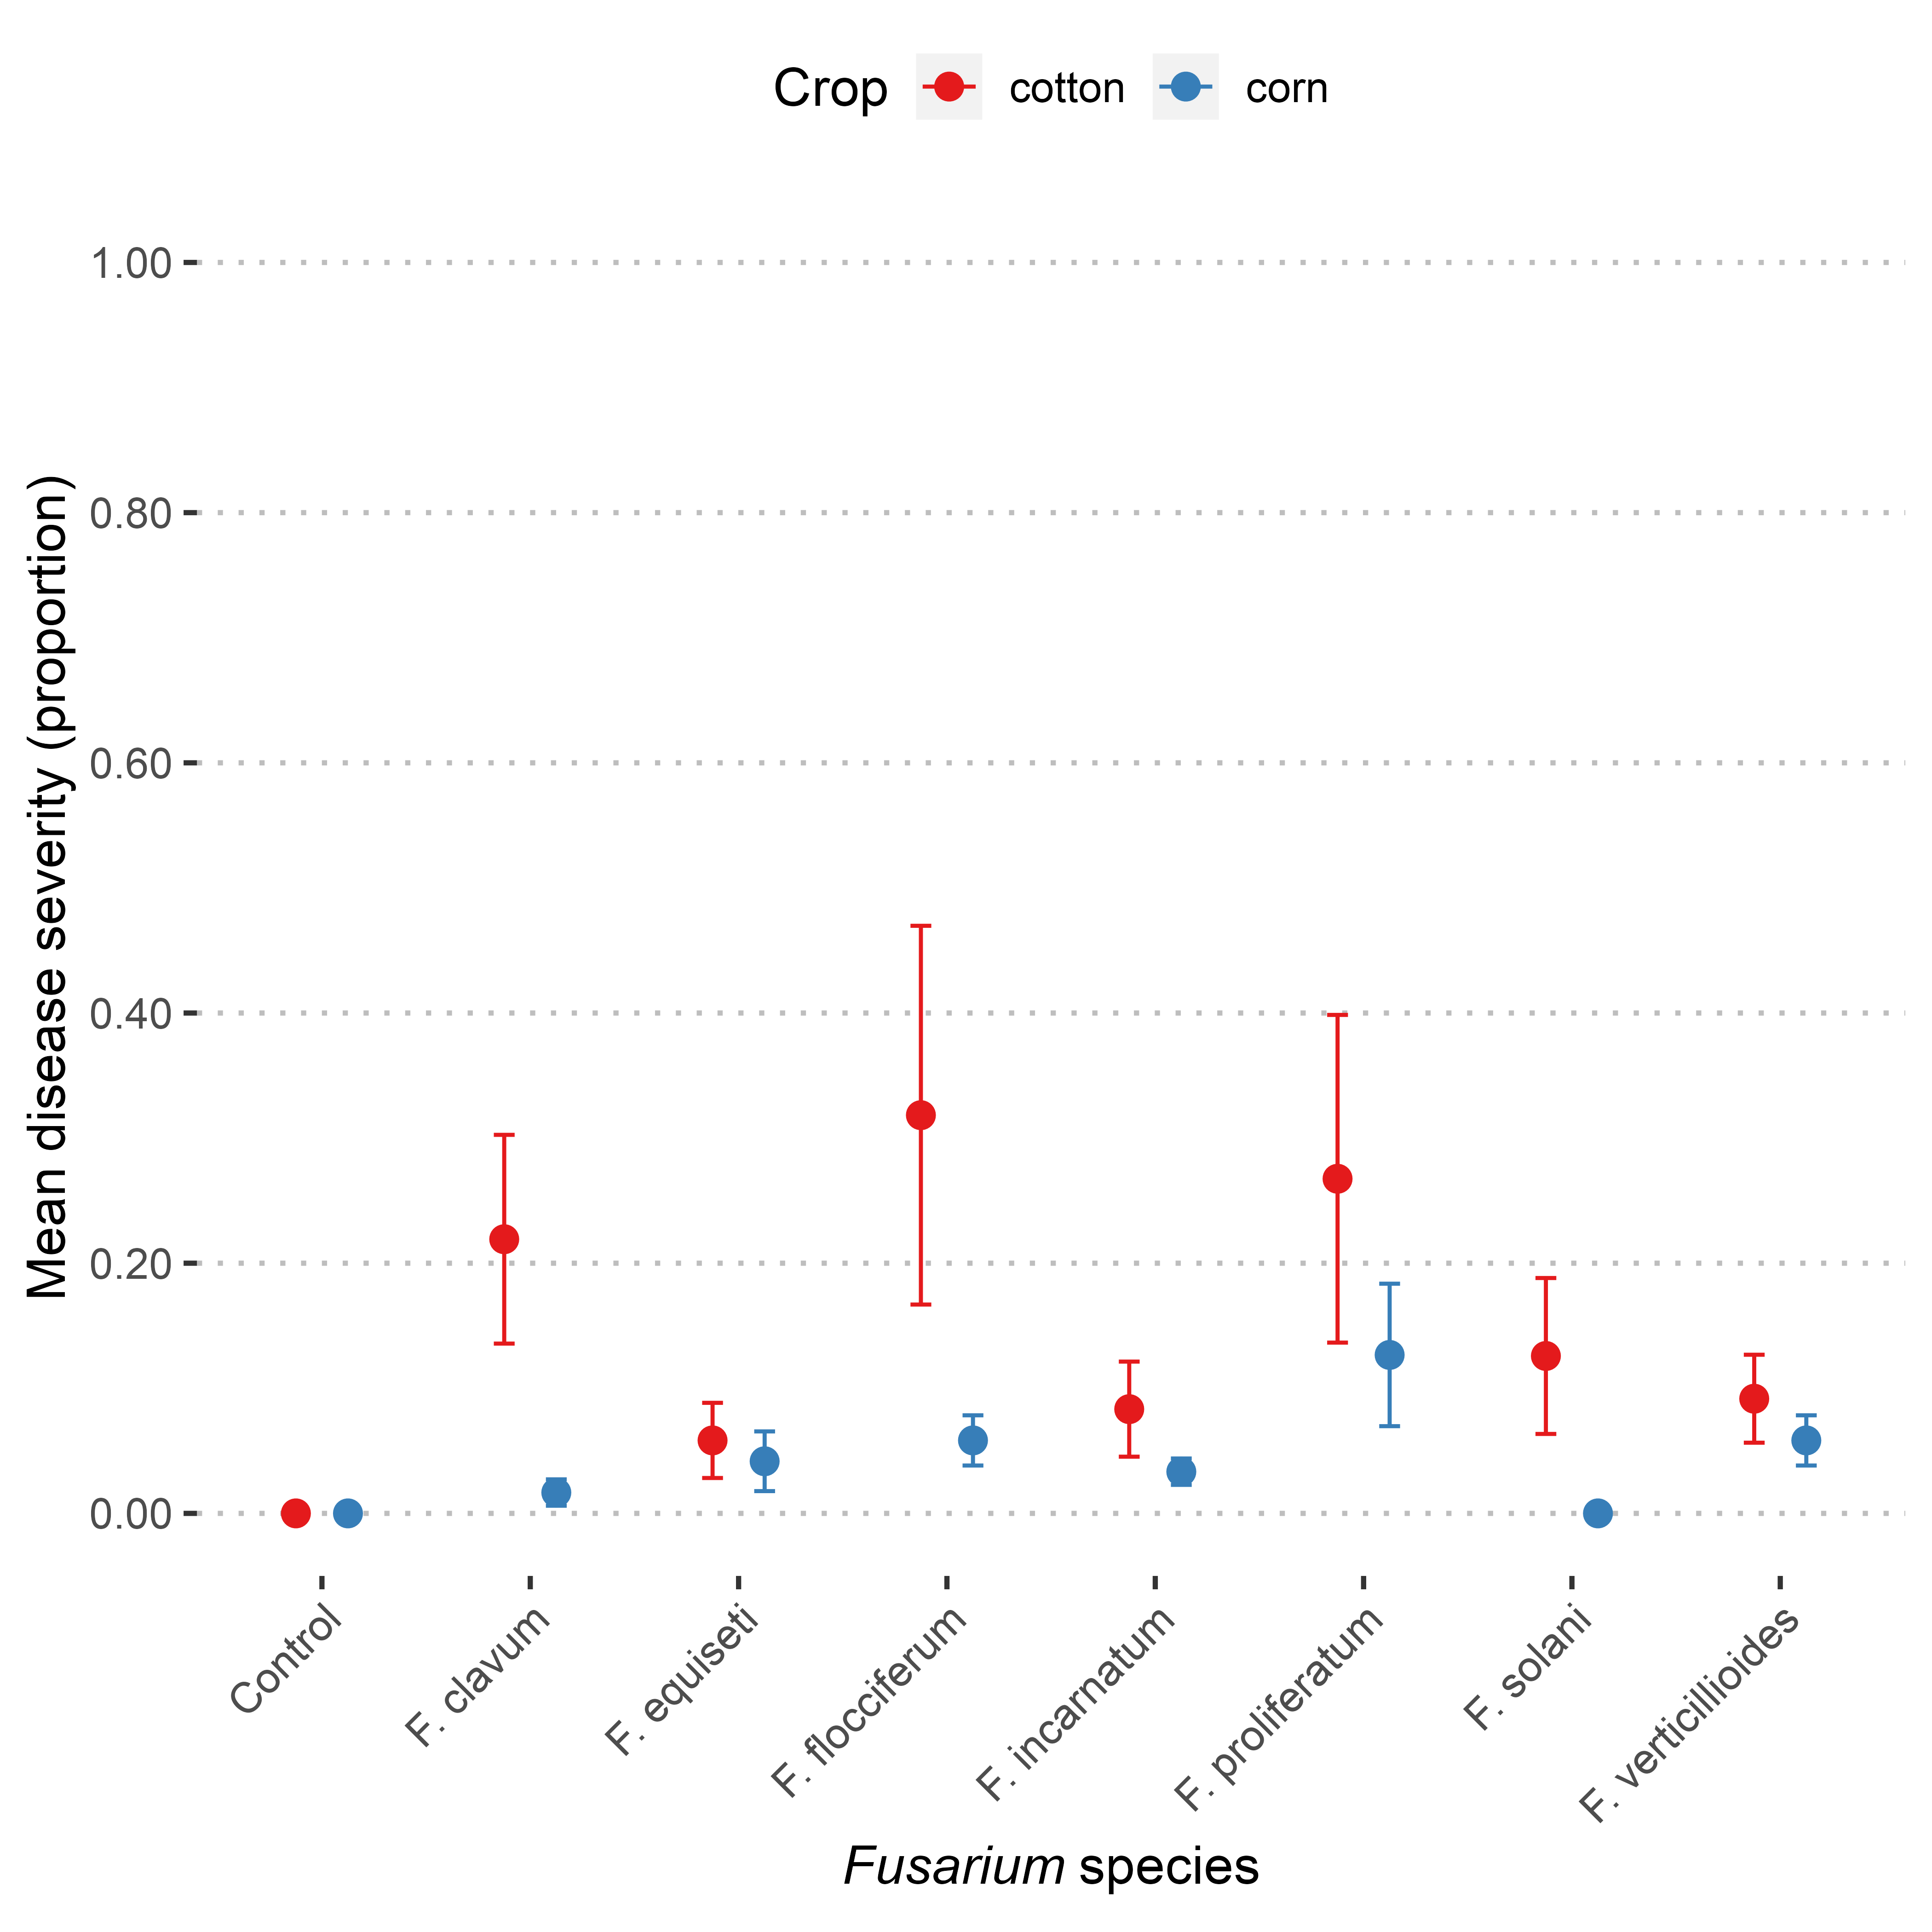 Crop cotton corn
Mean disease severity (proportion)
1.00
0.80
0.60
0.40
0.20
0.00
Control
F. clavum
F. equiseti
F. flocciferum
F. incarnatum
F. proliferatum
F. solani
F. verticillioides
Fusarium species